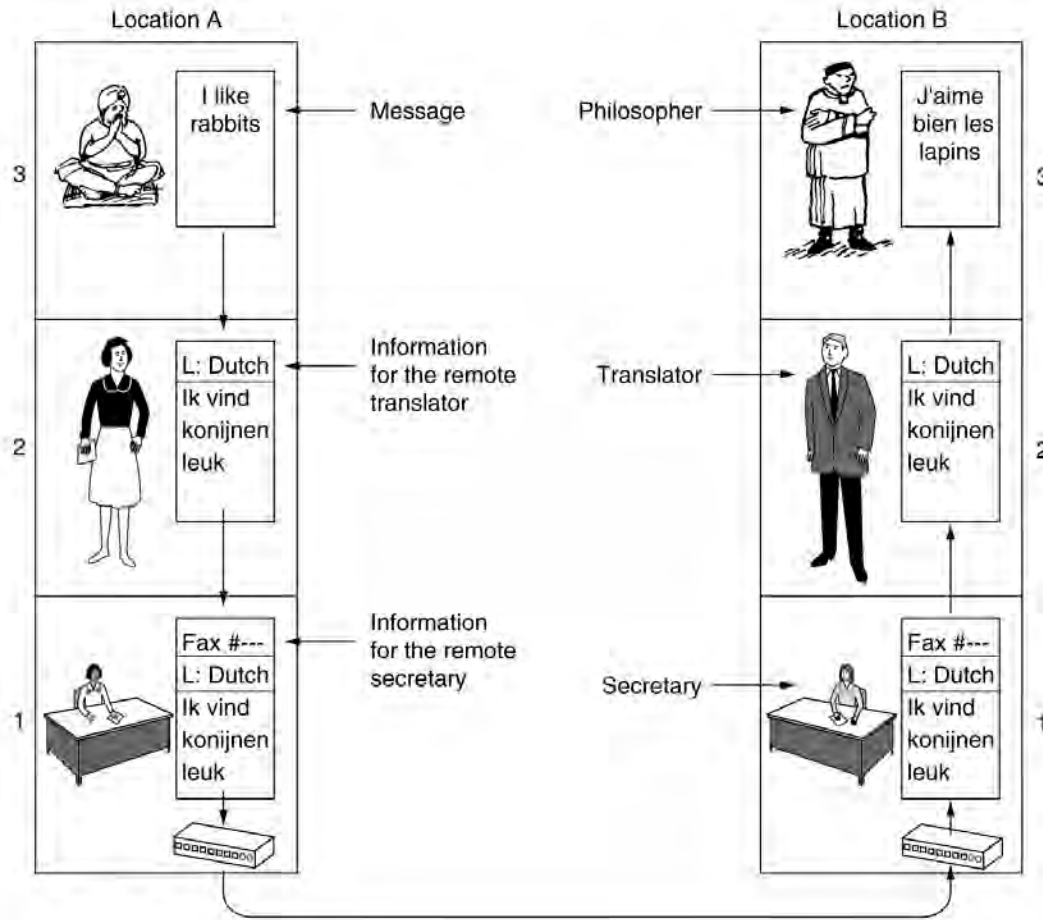 Location A
Location B
I like
rabbits
Message
Philosopher
J'aime
bien les
lapins
3
3
L: Dutch
Ik vind
konijnen
leuk
Information
for the remote
translator
Translator
L: Dutch
Ik vind
konijnen
leuk
2
2
Fax #---
L: Dutch
Ik vind
konijnen
leuk
Information
for the remote
secretary
Secretary
Fax #---
L: Dutch
Ik vind
konijnen
leuk
1
1